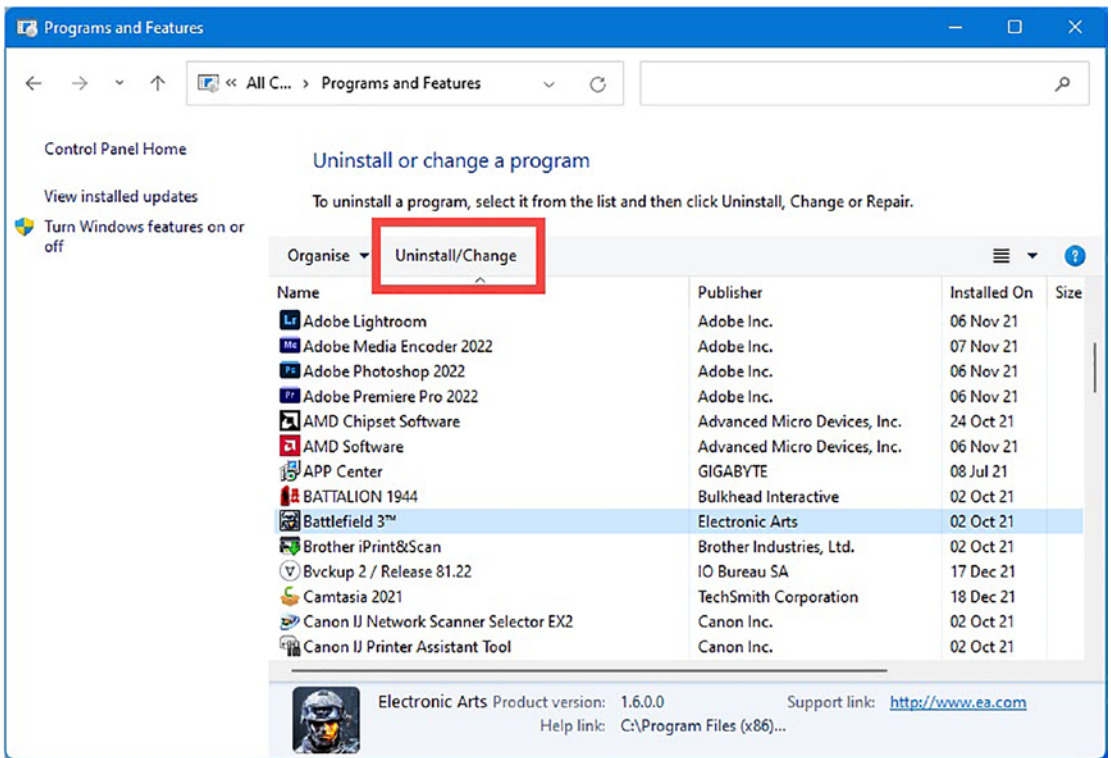 Programs and Features
« All C... › Programs and Features
Control Panel Home
View installed updates
Turn Windows features on or
off
Uninstall or change a program
To uninstall a program, select it from the list and then click Uninstall, Change or Repair.
Organise Uninstall/Change
Name Publisher Installed On Size
Lr Adobe Lightroom Adobe Inc. 06 Nov 21
Me Adobe Media Encoder 2022 Adobe Inc. 07 Nov 21
Ps Adobe Photoshop 2022 Adobe Inc. 06 Nov 21
Pr Adobe Premiere Pro 2022 Adobe Inc. 06 Nov 21
AMD Chipset Software Advanced Micro Devices, Inc. 24 Oct 21
AMD Software Advanced Micro Devices, Inc. 06 Nov 21
APP Center GIGABYTE 08 Jul 21
BATTALION 1944 Bulkhead Interactive 02 Oct 21
Battlefield 3™ Electronic Arts 02 Oct 21
Brother iPrint&Scan Brother Industries, Ltd. 02 Oct 21
Bvckup 2 / Release 81.22 IO Bureau SA 17 Dec 21
Camtasia 2021 TechSmith Corporation 18 Dec 21
Canon IJ Network Scanner Selector EX2 Canon Inc. 02 Oct 21
Canon IJ Printer Assistant Tool Canon Inc. 02 Oct 21
Electronic Arts Product version: 1.6.0.0 Support link: http://www.ea.com
Help link: C:\Program Files (x86)...